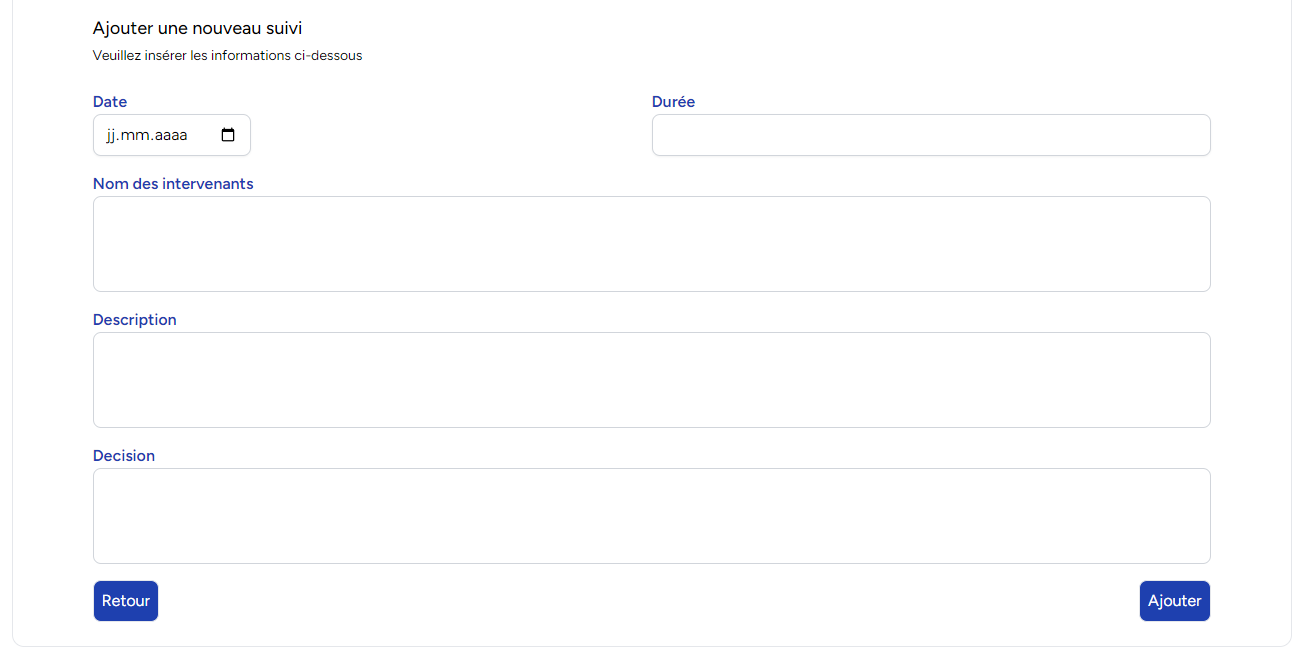 Ajouter une nouveau suivi
Veuillez insérer les informations ci-dessous
Date
Durée
jj.mm.aaaa
Nom des intervenants
Description
Decision
Retour
Ajouter